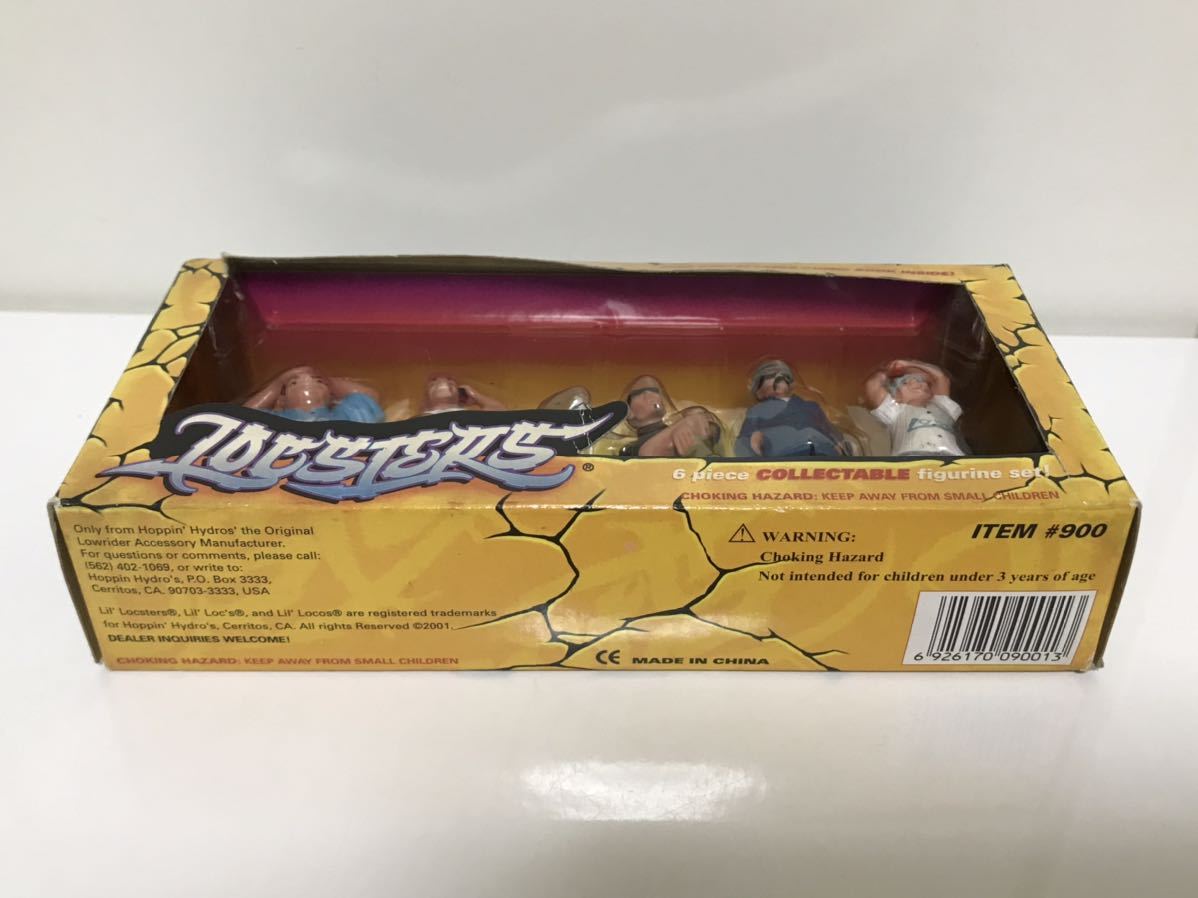 BOOK INSIDE!
LOCSTERS®
6 piece COLLECTABLE figurine set!
CHOKING HAZARD: KEEP AWAY FROM SMALL CHILDREN
Only from Hoppin' Hydros' the Original
Lowrider Accessory Manufacturer.
For questions or comments, please call:
(562) 402-1069, or write to:
Hoppin Hydro's, P.O. Box 3333,
Cerritos, CA. 90703-3333, USA
Lil' Locsters®, Lil' Loc's®, and Lil' Locos® are registered trademarks
for Hoppin' Hydro's, Cerritos, CA. All rights Reserved ©2001.
DEALER INQUIRIES WELCOME!
CHOKING HAZARD: KEEP AWAY FROM SMALL CHILDREN
CE MADE IN CHINA
ITEM #900
⚠ WARNING:
Choking Hazard
Not intended for children under 3 years of age
6 926170 090013